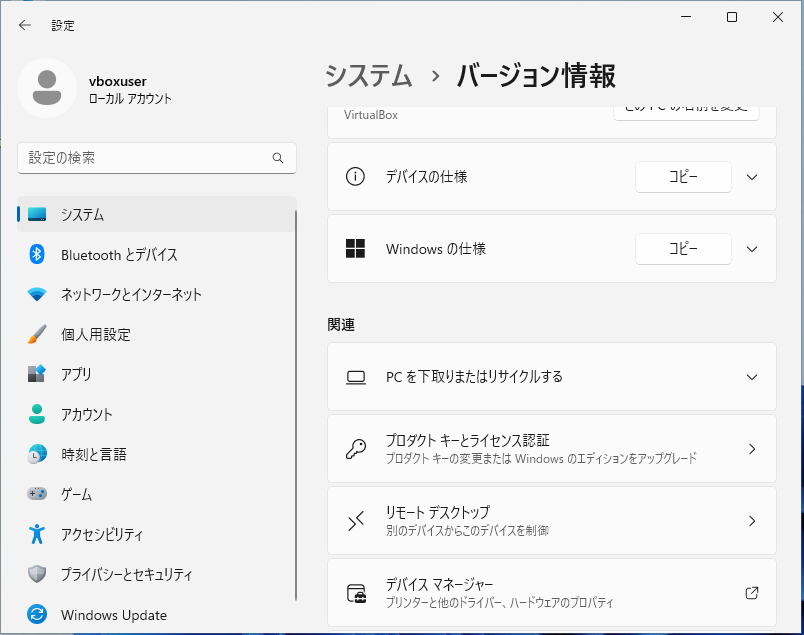 設定
vboxuser
ローカル アカウント
設定の検索
システム
Bluetooth とデバイス
ネットワークとインターネット
個人用設定
アプリ
アカウント
時刻と言語
ゲーム
アクセシビリティ
プライバシーとセキュリティ
Windows Update
システム › バージョン情報
VirtualBox
この PC の名前を変更
デバイスの仕様
コピー
Windows の仕様
コピー
関連
PC を下取りまたはリサイクルする
プロダクト キーとライセンス認証
プロダクト キーの変更または Windows のエディションをアップグレード
リモート デスクトップ
別のデバイスからこのデバイスを制御
デバイス マネージャー
プリンターと他のドライバー、ハードウェアのプロパティ